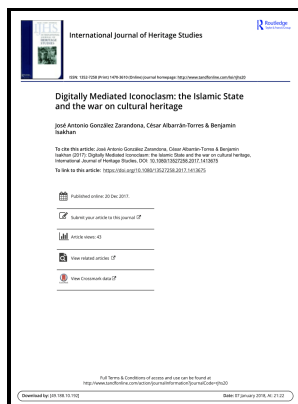 Routledge
Taylor & Francis Group
International Journal of Heritage Studies
ISSN: 1352-7258 (Print) 1470-3610 (Online) Journal homepage: http://www.tandfonline.com/loi/rjhs20
Digitally Mediated Iconoclasm: the Islamic State
and the war on cultural heritage
José Antonio González Zarandona, César Albarrán-Torres & Benjamin
Isakhan
To cite this article: José Antonio González Zarandona, César Albarrán-Torres & Benjamin
Isakhan (2017): Digitally Mediated Iconoclasm: the Islamic State and the war on cultural heritage,
International Journal of Heritage Studies, DOI: 10.1080/13527258.2017.1413675
To link to this article: https://doi.org/10.1080/13527258.2017.1413675
Published online: 20 Dec 2017.
Submit your article to this journal
Article views: 43
View related articles
View Crossmark data
Full Terms & Conditions of access and use can be found at
http://www.tandfonline.com/action/journalInformation?journalCode=rjhs20
Download by: [49.188.10.192]
Date: 07 January 2018, At: 21:22